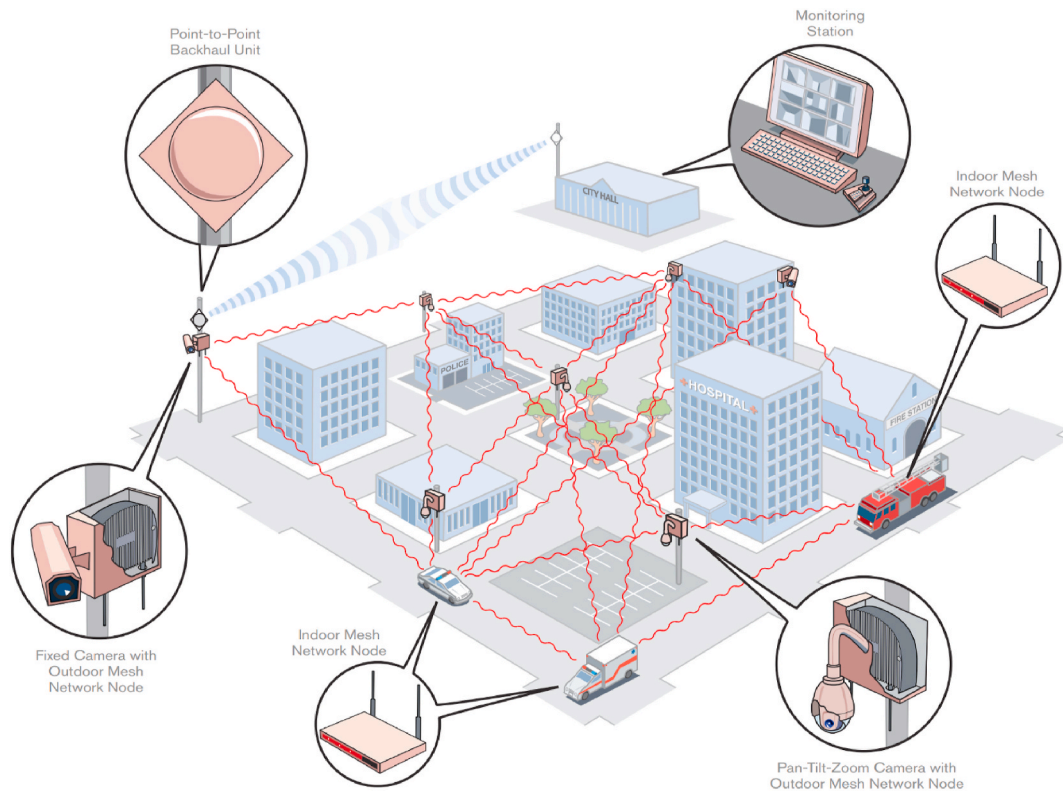 Point-to-Point
Backhaul Unit
Monitoring
Station
Indoor Mesh
Network Node
CITY HALL
POLICE
HOSPITAL
FIRE STATION
Fixed Camera with
Outdoor Mesh
Network Node
Indoor Mesh
Network Node
Pan-Tilt-Zoom Camera with
Outdoor Mesh Network Node